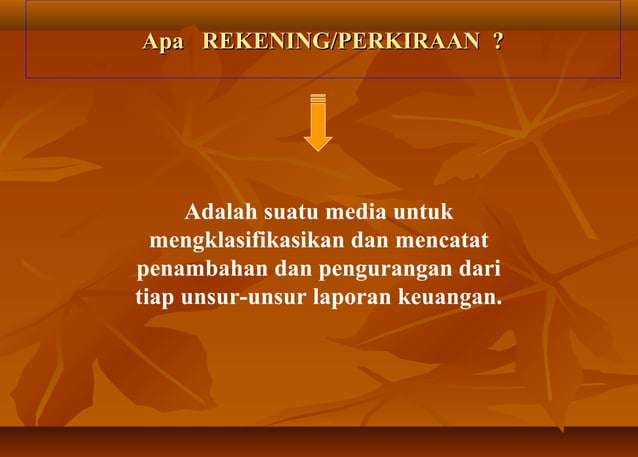 Apa REKENING/PERKIRAAN ?
Adalah suatu media untuk
mengklasifikasikan dan mencatat
penambahan dan pengurangan dari
tiap unsur-unsur laporan keuangan.